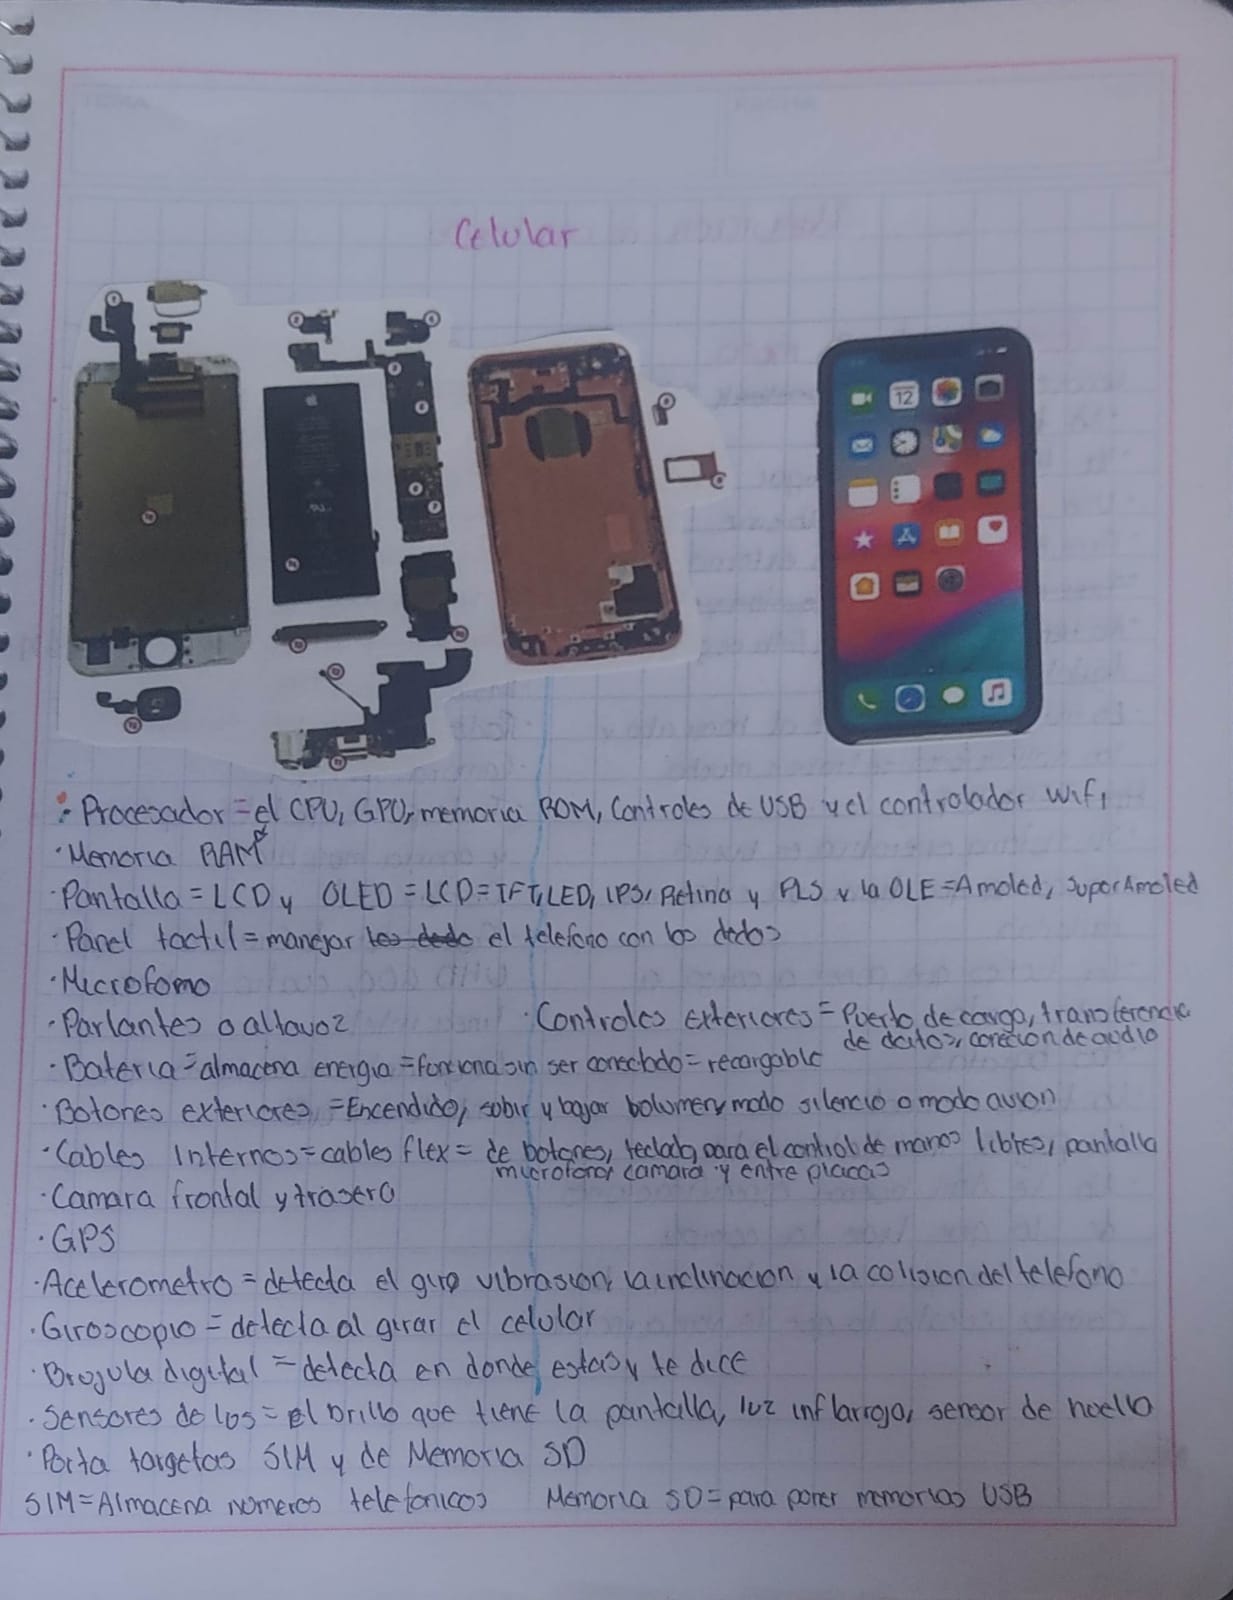 Celular
12
: Procesador = el CPU, GPU, memoria ROM, Controles de USB y el controlador wifi
· Memoria RAM
· Pantalla = LCD y OLED = LCD = TFT, LED, IPS, Retina y PLS y la OLE = Amoled, SuperAmoled
· Panel tactil = manejar los dedo el telefono con los dedos
· Microfomo
· Parlantes o altavoz · Controles exteriores = Puerto de carga, transferencia
de datos, conecion de audio
· Bateria = almacena energia = funciona sin ser conectado = recargable
· Botones exteriores = Encendido, subir y bajar bolumen, modo silencio o modo avion
· Cables Internos = cables flex = de botones, teclado, para el control de manos libres, pantalla
microfono, camara y entre placas
· Camara frontal y trasero
· GPS
· Acelerometro = detecta el giro, vibrasion, la inclinacion y la colision del telefono
· Giroscopio = detecta al girar el celular
· Brujula digital = detecta en donde estas y te dice
· Sensores de los = el brillo que tiene la pantalla, luz inflarroja, sensor de huella
· Porta targetas SIM y de Memoria SD
SIM = Almacena números telefonicos Memoria SD = para poner memorias USB